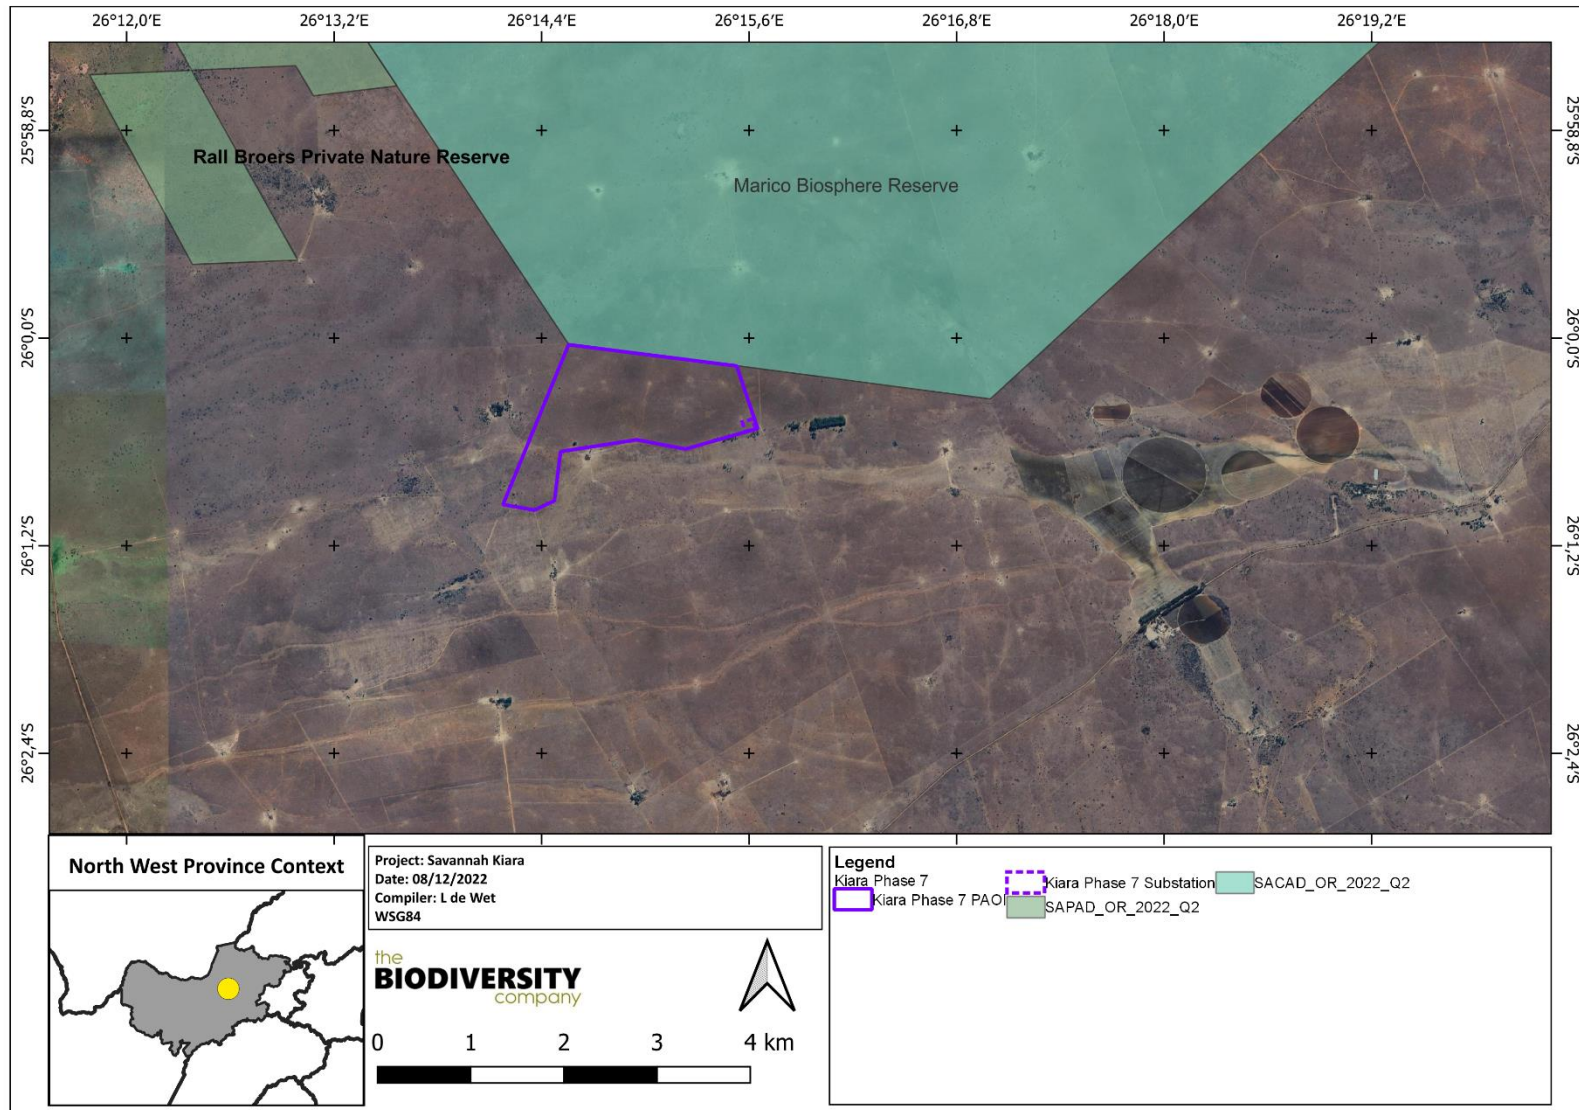 26°12,0'E 26°13,2'E 26°14,4'E 26°15,6'E 26°16,8'E 26°18,0'E 26°19,2'E
25°58,8'S 25°58,8'S
Rall Broers Private Nature Reserve
Marico Biosphere Reserve
26°0,0'S 26°0,0'S
26°1,2'S 26°1,2'S
26°2,4'S 26°2,4'S
North West Province Context
Project: Savannah Kiara
Date: 08/12/2022
Compiler: L de Wet
WSG84
the
BIODIVERSITY
company
0 1 2 3 4 km
Legend
Kiara Phase 7
Kiara Phase 7 PAOI
Kiara Phase 7 Substation
SAPAD_OR_2022_Q2
SACAD_OR_2022_Q2